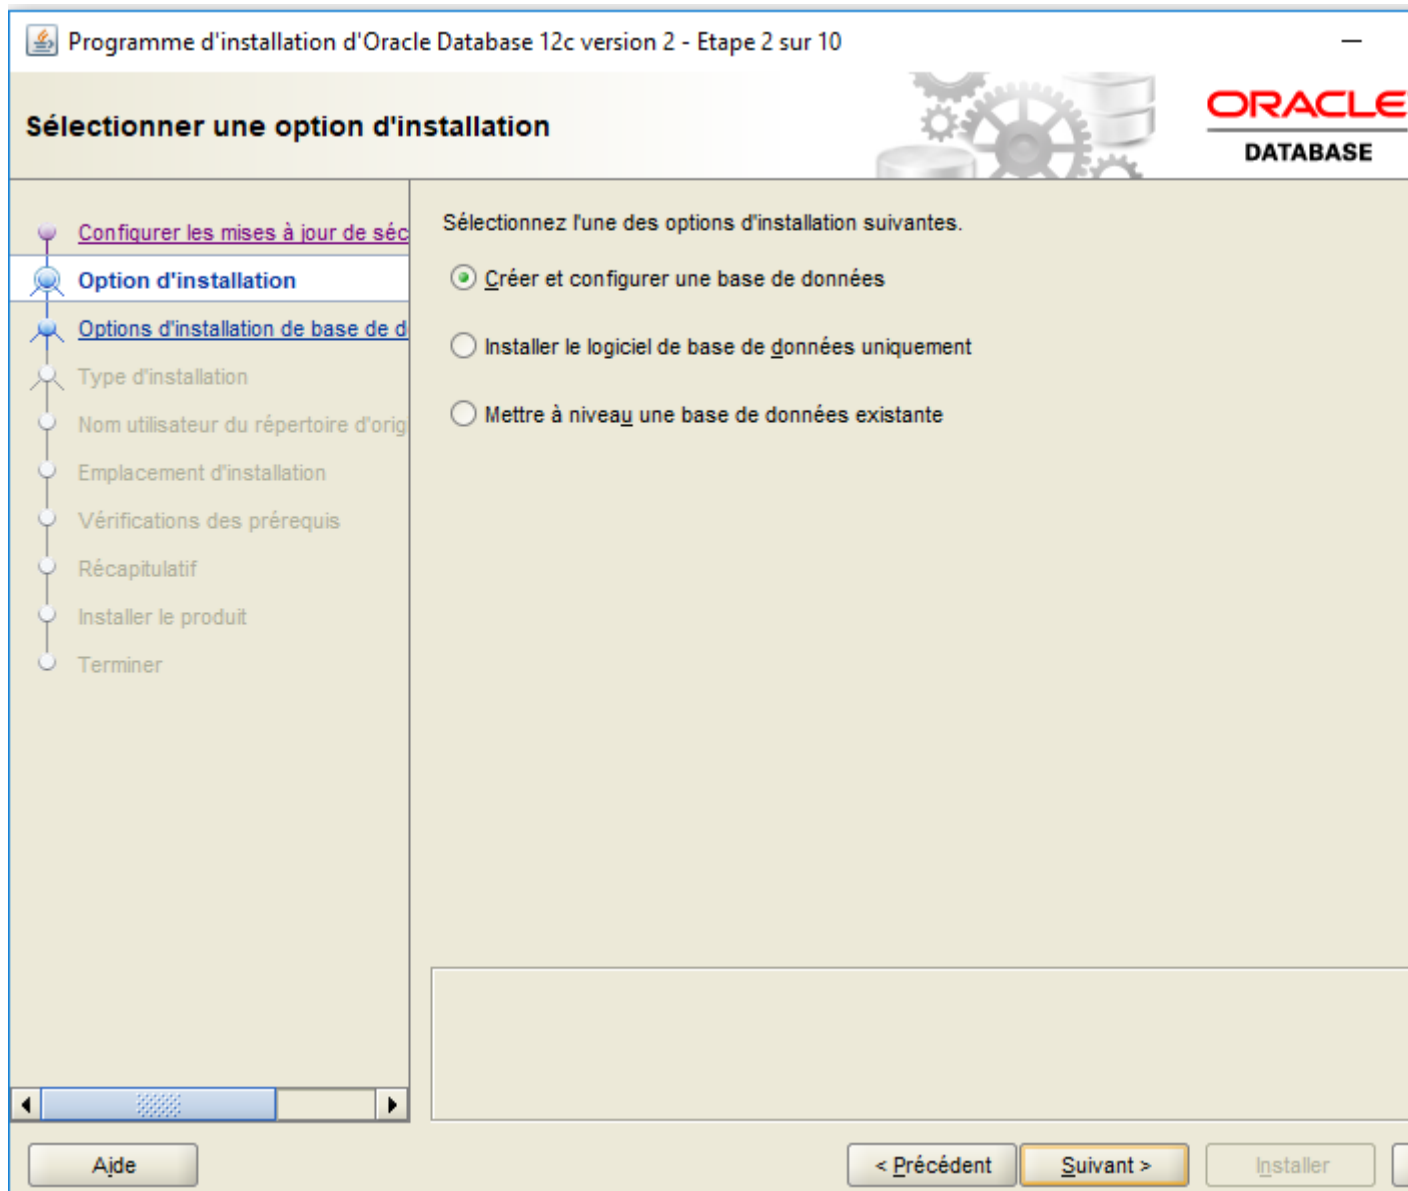 Programme d'installation d'Oracle Database 12c version 2 - Etape 2 sur 10
Sélectionner une option d'installation
ORACLE
DATABASE
Configurer les mises à jour de séc
Option d'installation
Options d'installation de base de d
Type d'installation
Nom utilisateur du répertoire d'orig
Emplacement d'installation
Vérifications des prérequis
Récapitulatif
Installer le produit
Terminer
Sélectionnez l'une des options d'installation suivantes.
Créer et configurer une base de données
Installer le logiciel de base de données uniquement
Mettre à niveau une base de données existante
Aide
< Précédent
Suivant >
Installer